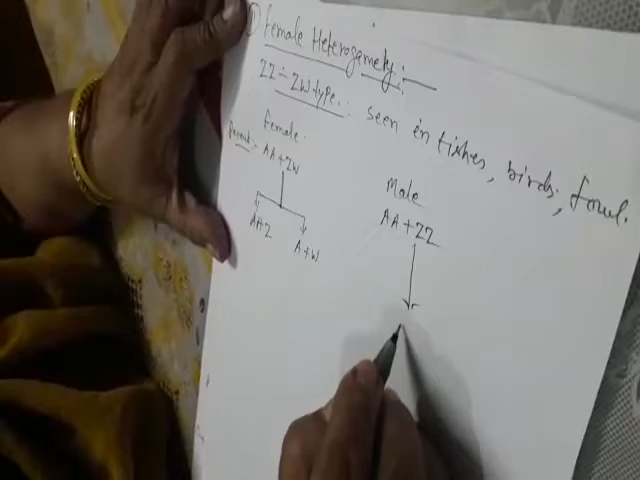 Female Heterogamety:-
ZZ-ZW type:- seen in fishes, birds, fowl.
Female Male
Parent:- AA+ZW AA+ZZ
A+Z A+W